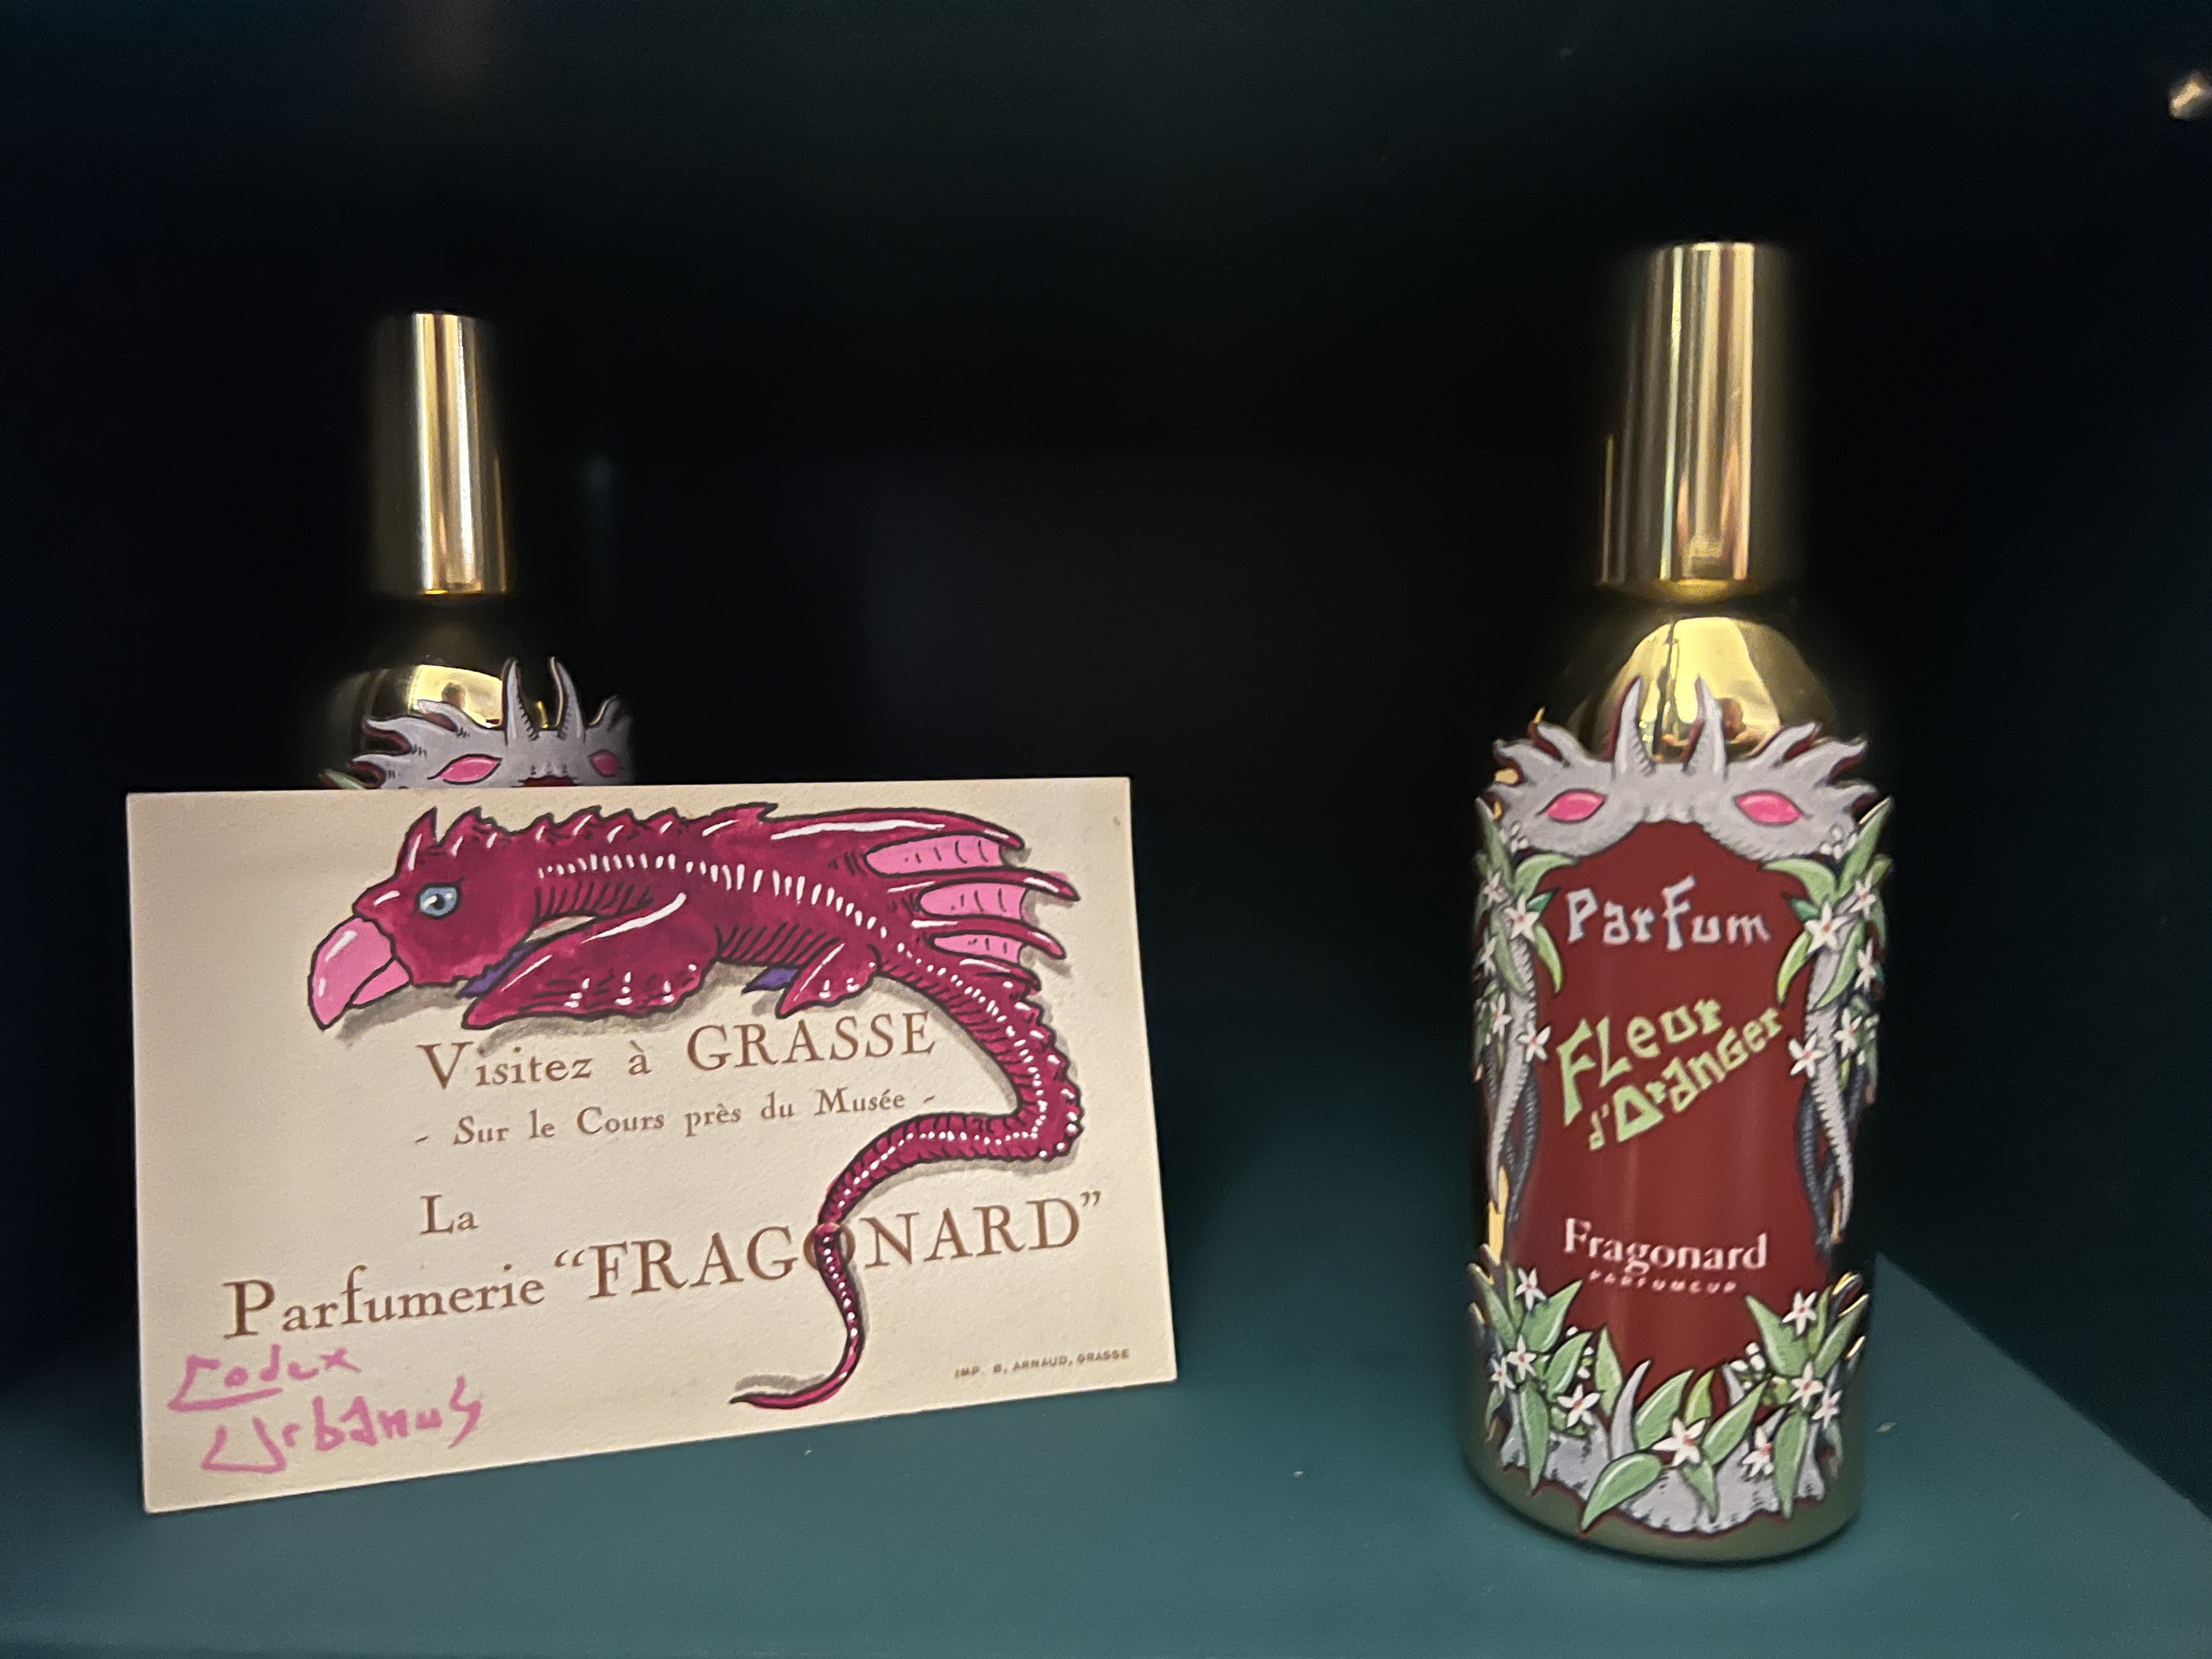 Visitez à GRASSE
- Sur le Cours près du Musée -
La
Parfumerie “FRAGONARD”
IMP. B. ARNAUD, GRASSE
Codex
Urbanus
Parfum
Fleur
d'Oranger
Fragonard
PARFUMEUR